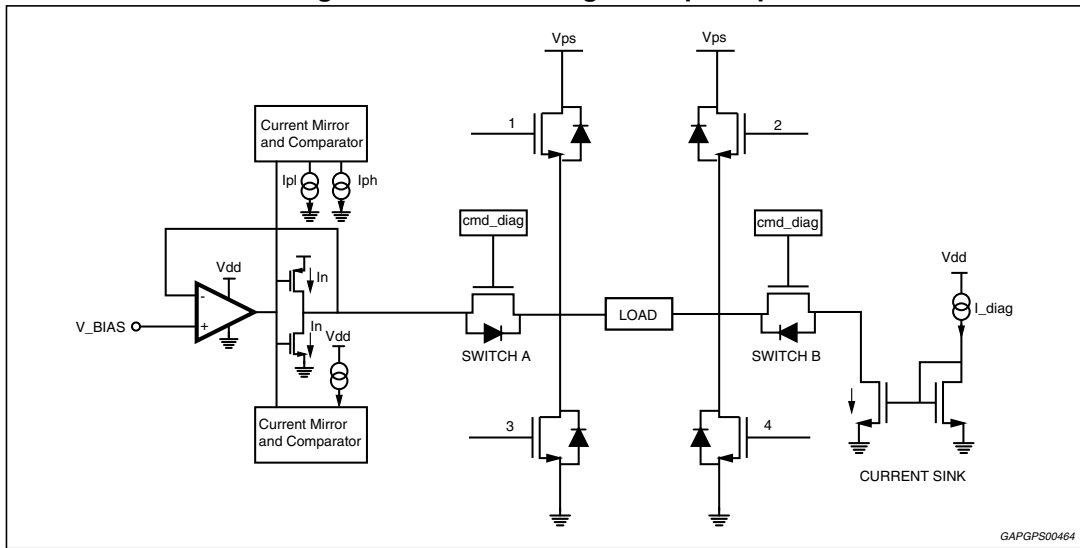 Vps
Vps
1
2
Current Mirror
and Comparator
Ipl
Iph
cmd_diag
cmd_diag
Vdd
In
Vdd
I_diag
-
+
V_BIAS
In
Vdd
LOAD
SWITCH A
SWITCH B
3
4
Current Mirror
and Comparator
CURRENT SINK
GAPGPS00464